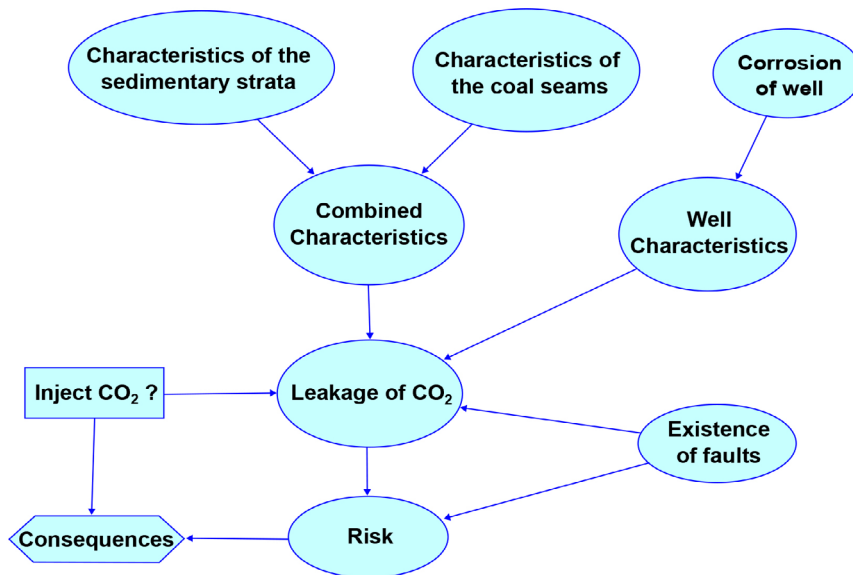 Characteristics of the
sedimentary strata
Characteristics of
the coal seams
Corrosion
of well
Combined
Characteristics
Well
Characteristics
Inject CO₂ ?
Leakage of CO₂
Existence
of faults
Consequences
Risk